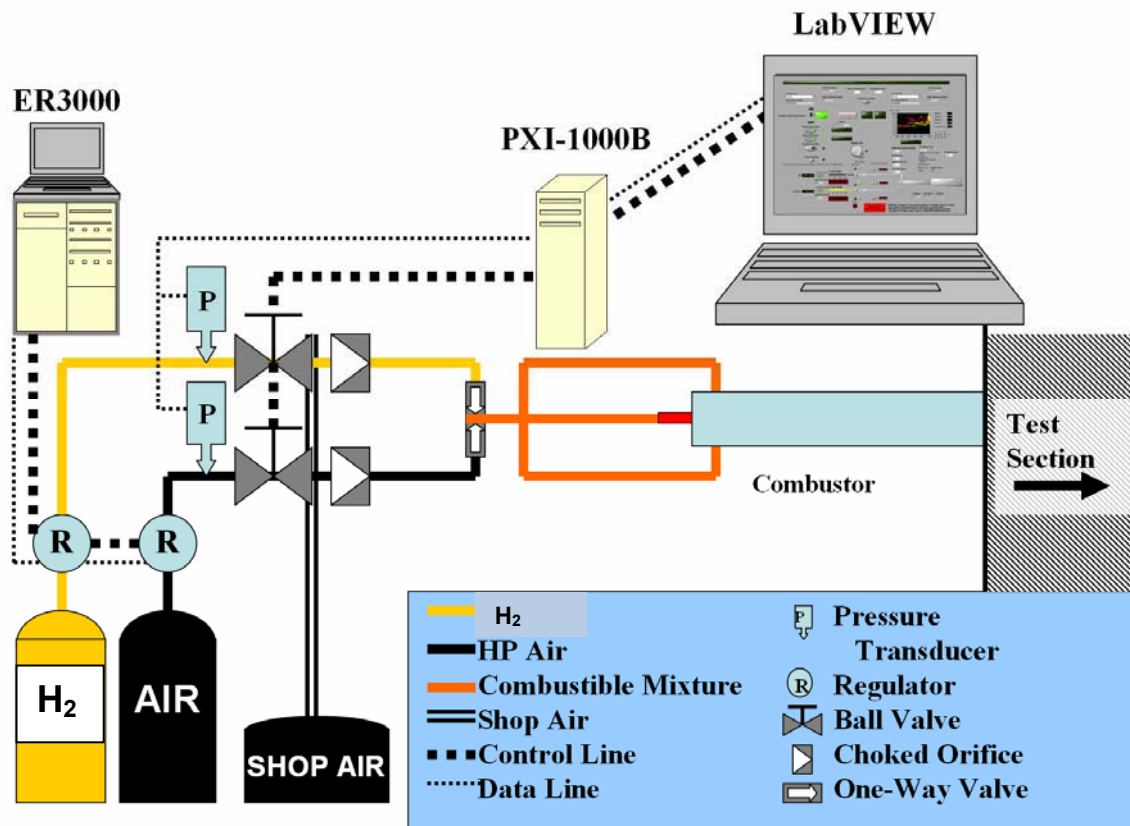 LabVIEW
ER3000
PXI-1000B
P
P
R
R
Test
Section
Combustor
H₂
AIR
SHOP AIR
H₂
HP Air
Combustible Mixture
Shop Air
Control Line
Data Line
P
Pressure
Transducer
R
Regulator
Ball Valve
Choked Orifice
One-Way Valve